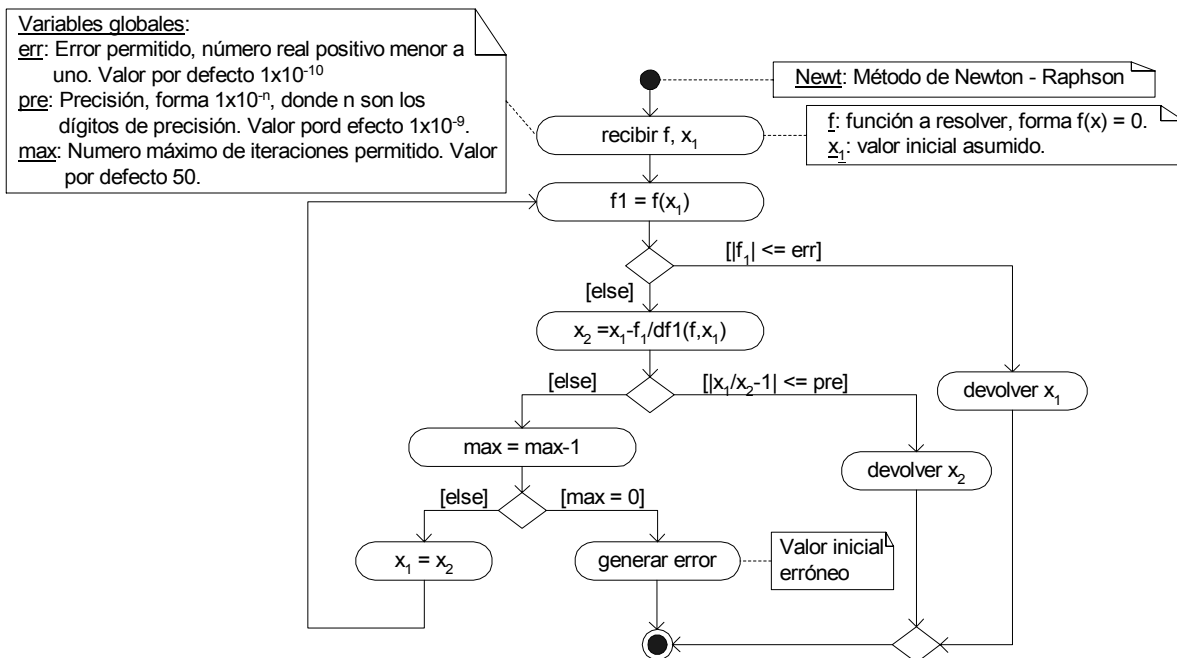 Variables globales:
err: Error permitido, número real positivo menor a
uno. Valor por defecto 1x10⁻¹⁰
pre: Precisión, forma 1x10⁻ⁿ, donde n son los
dígitos de precisión. Valor pord efecto 1x10⁻⁹.
max: Numero máximo de iteraciones permitido. Valor
por defecto 50.
Newt: Método de Newton - Raphson
recibir f, x₁
f: función a resolver, forma f(x) = 0.
x₁: valor inicial asumido.
f1 = f(x₁)
[|f₁| <= err]
[else]
x₂ =x₁-f₁/df1(f,x₁)
[else]
[|x₁/x₂-1| <= pre]
devolver x₁
max = max-1
devolver x₂
[else]
[max = 0]
x₁ = x₂
generar error
Valor inicial
erróneo